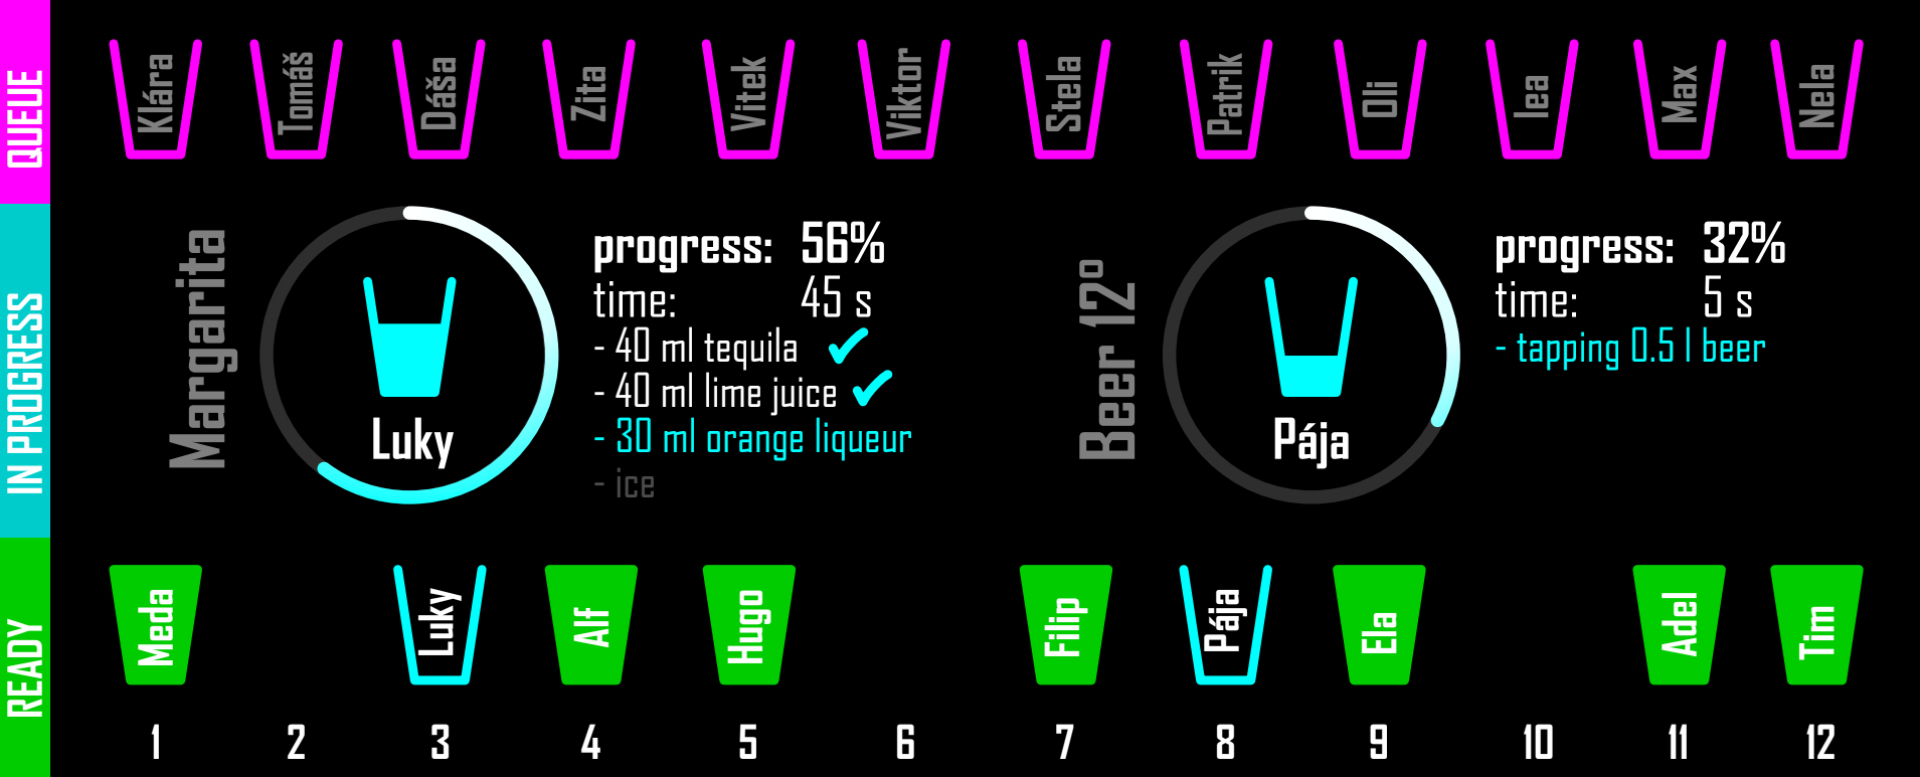 QUEUE
Klára
Tomáš
Dáša
Zita
Vitek
Viktor
Stela
Patrik
Oli
Iea
Max
Nela
IN PROGRESS
Margarita
Luky
progress: 56%
time: 45 s
- 40 ml tequila
- 40 ml lime juice
- 30 ml orange liqueur
- ice
Beer 12°
Pája
progress: 32%
time: 5 s
- tapping 0.5 l beer
READY
Meda
Luky
Alf
Hugo
Filip
Pája
Ela
Adel
Tim
1 2 3 4 5 6 7 8 9 10 11 12